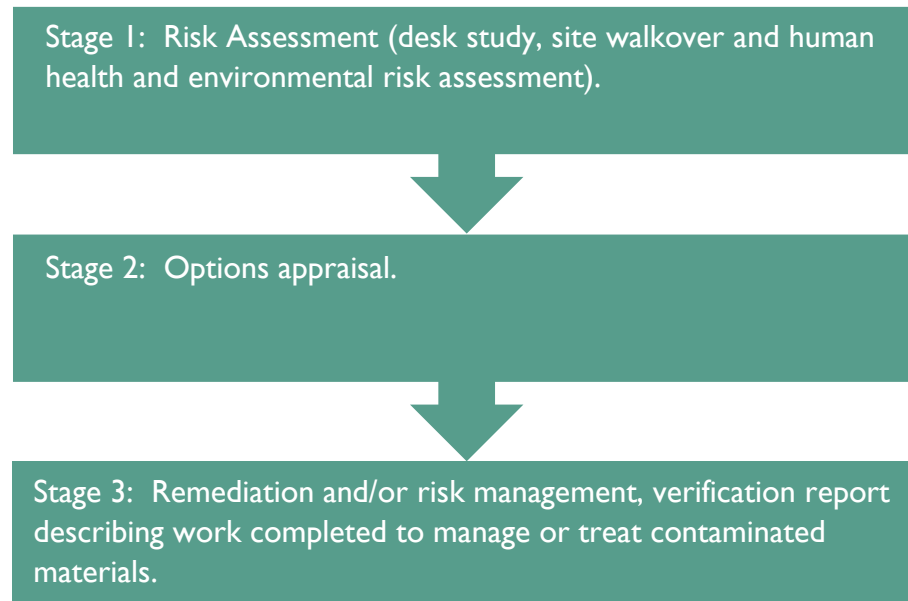 Stage 1:  Risk Assessment (desk study, site walkover and human
health and environmental risk assessment).
Stage 2:  Options appraisal.
Stage 3:  Remediation and/or risk management, verification report
describing work completed to manage or treat contaminated
materials.